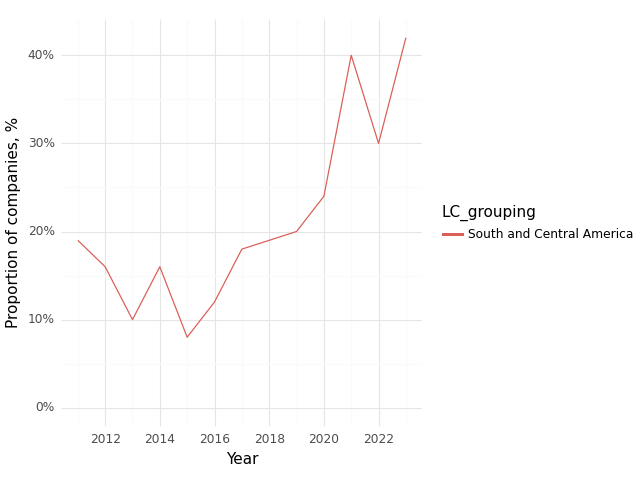 40%
30%
20%
10%
0%
Proportion of companies, %
2012 2014 2016 2018 2020 2022
Year
LC_grouping
South and Central America